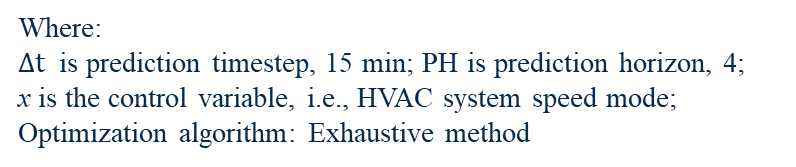 Where:
Δt is prediction timestep, 15 min; PH is prediction horizon, 4;
x is the control variable, i.e., HVAC system speed mode;
Optimization algorithm: Exhaustive method